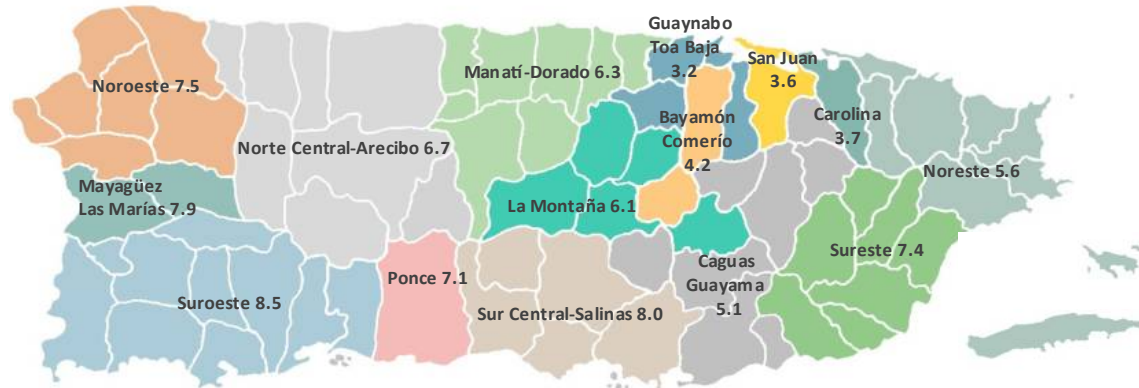 Guaynabo
Toa Baja
3.2
San Juan
3.6
Noroeste 7.5
Manatí-Dorado 6.3
Bayamón
Comerío
4.2
Carolina
3.7
Norte Central-Arecibo 6.7
Noreste 5.6
Mayagüez
Las Marías 7.9
La Montaña 6.1
Sureste 7.4
Caguas
Guayama
5.1
Ponce 7.1
Suroeste 8.5
Sur Central-Salinas 8.0